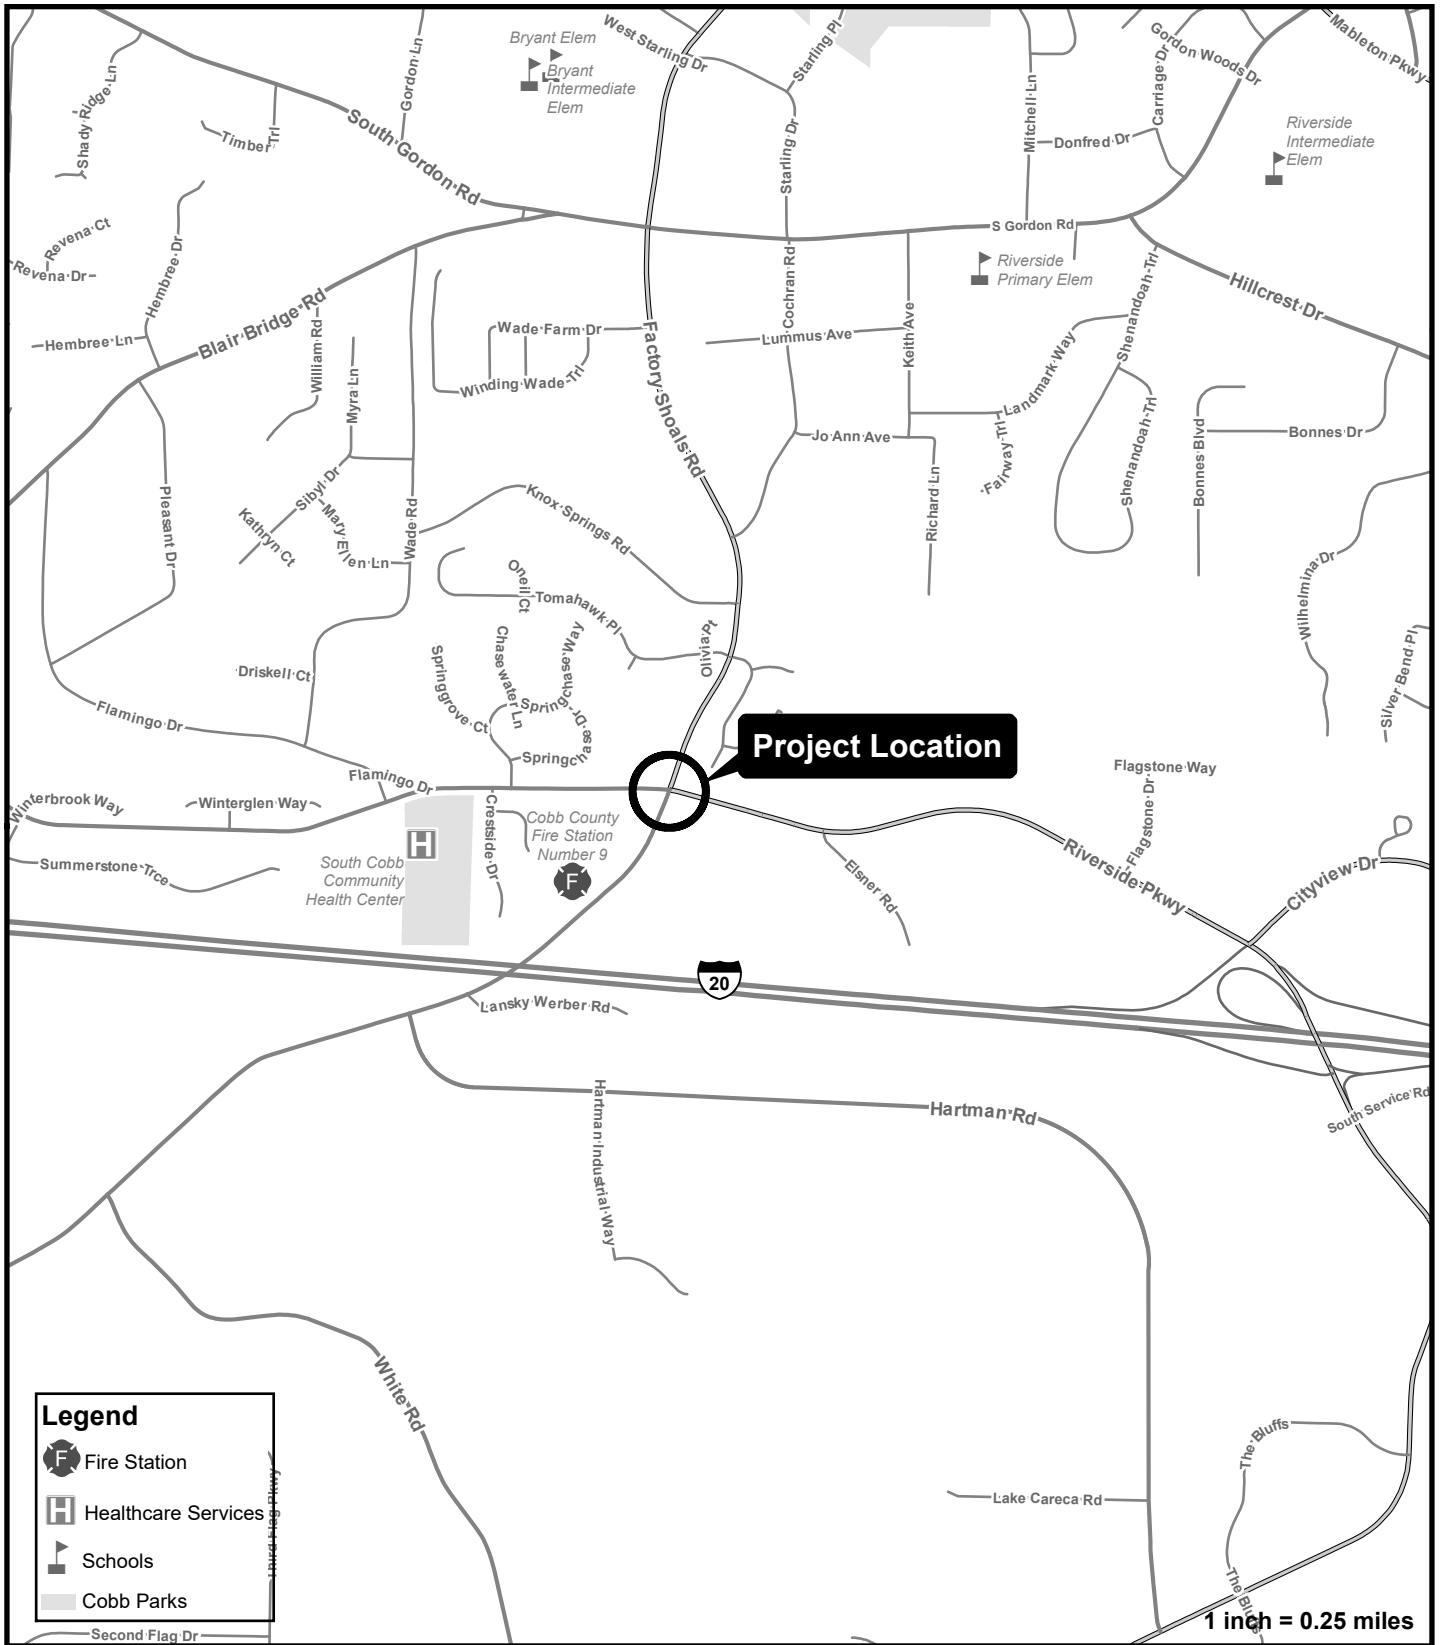 West Starling Dr
Starling Pl
Gordon Woods Dr
Mableton Pkwy
Bryant Elem
Bryant
Intermediate
Elem
Gordon Ln
Shady Ridge Ln
Carriage Dr
Mitchell Ln
Timber Trl
South Gordon Rd
Starling Dr
Donfred Dr
Riverside
Intermediate
Elem
Revena Ct
Revena Dr
Hembree Dr
S Gordon Rd
Riverside
Primary Elem
Cochran Rd
Shenandoah Trl
Hillcrest Dr
Blair Bridge Rd
Hembree Ln
William Rd
Wade Farm Dr
Lummus Ave
Keith Ave
Landmark Way
Myra Ln
Winding Wade Trl
Factory Shoals Rd
Jo Ann Ave
Fairway Trl
Shenandoah Trl
Bonnes Blvd
Bonnes Dr
Pleasant Dr
Sibyl Dr
Mary Ellen Ln
Kathryn Ct
Wade Rd
Knox Springs Rd
Richard Ln
Wilhelmina Dr
Oneil Ct
Tomahawk Pl
Olivia Pt
Silver Bend Pl
Driskell Ct
Springgrove Ct
Chasewater Ln
Springchase Way
Springchase Dr
Flamingo Dr
Project Location
Flamingo Dr
Flagstone Way
Flagstone Dr
Winterbrook Way
Winterglen Way
Crestside Dr
Cobb County
Fire Station
Number 9
F
H
South Cobb
Community
Health Center
Summerstone Trce
Elsner Rd
Riverside Pkwy
Cityview Dr
20
Lansky Werber Rd
Hartman Rd
South Service Rd
Hartman Industrial Way
White Rd
Legend
F Fire Station
H Healthcare Services
Schools
Cobb Parks
Third Flag Pkwy
Second Flag Dr
Lake Careca Rd
The Bluffs
The Bluffs
1 inch = 0.25 miles